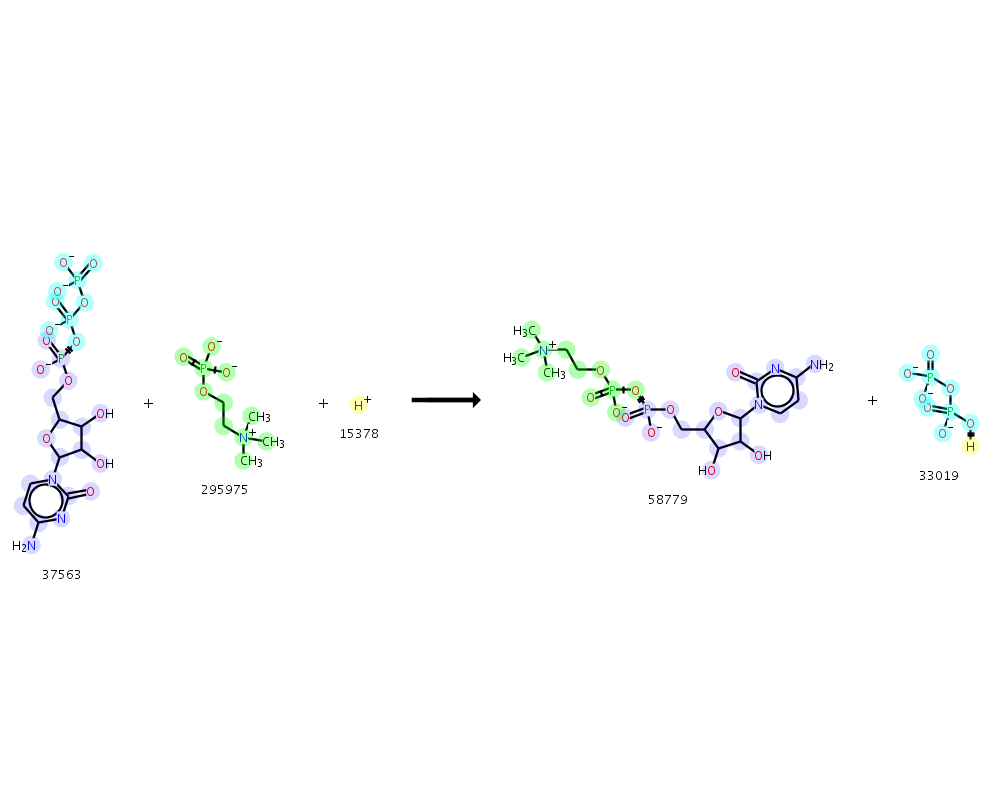 O⁻ O
P
O⁻ O O
P
O⁻ O O
P
O⁻
O
OH
O
OH
N
O
N
H₂N
37563
+
O⁻
O P O⁻
O
CH₃
N⁺ CH₃
CH₃
295975
+
H⁺
15378
H₃C
N⁺
H₃C CH₃
O
P O
O O⁻ O P O
O⁻
O
HO OH
N
O N NH₂
58779
+
O
O⁻ P
O
O⁻
O P
O⁻ O
H
33019